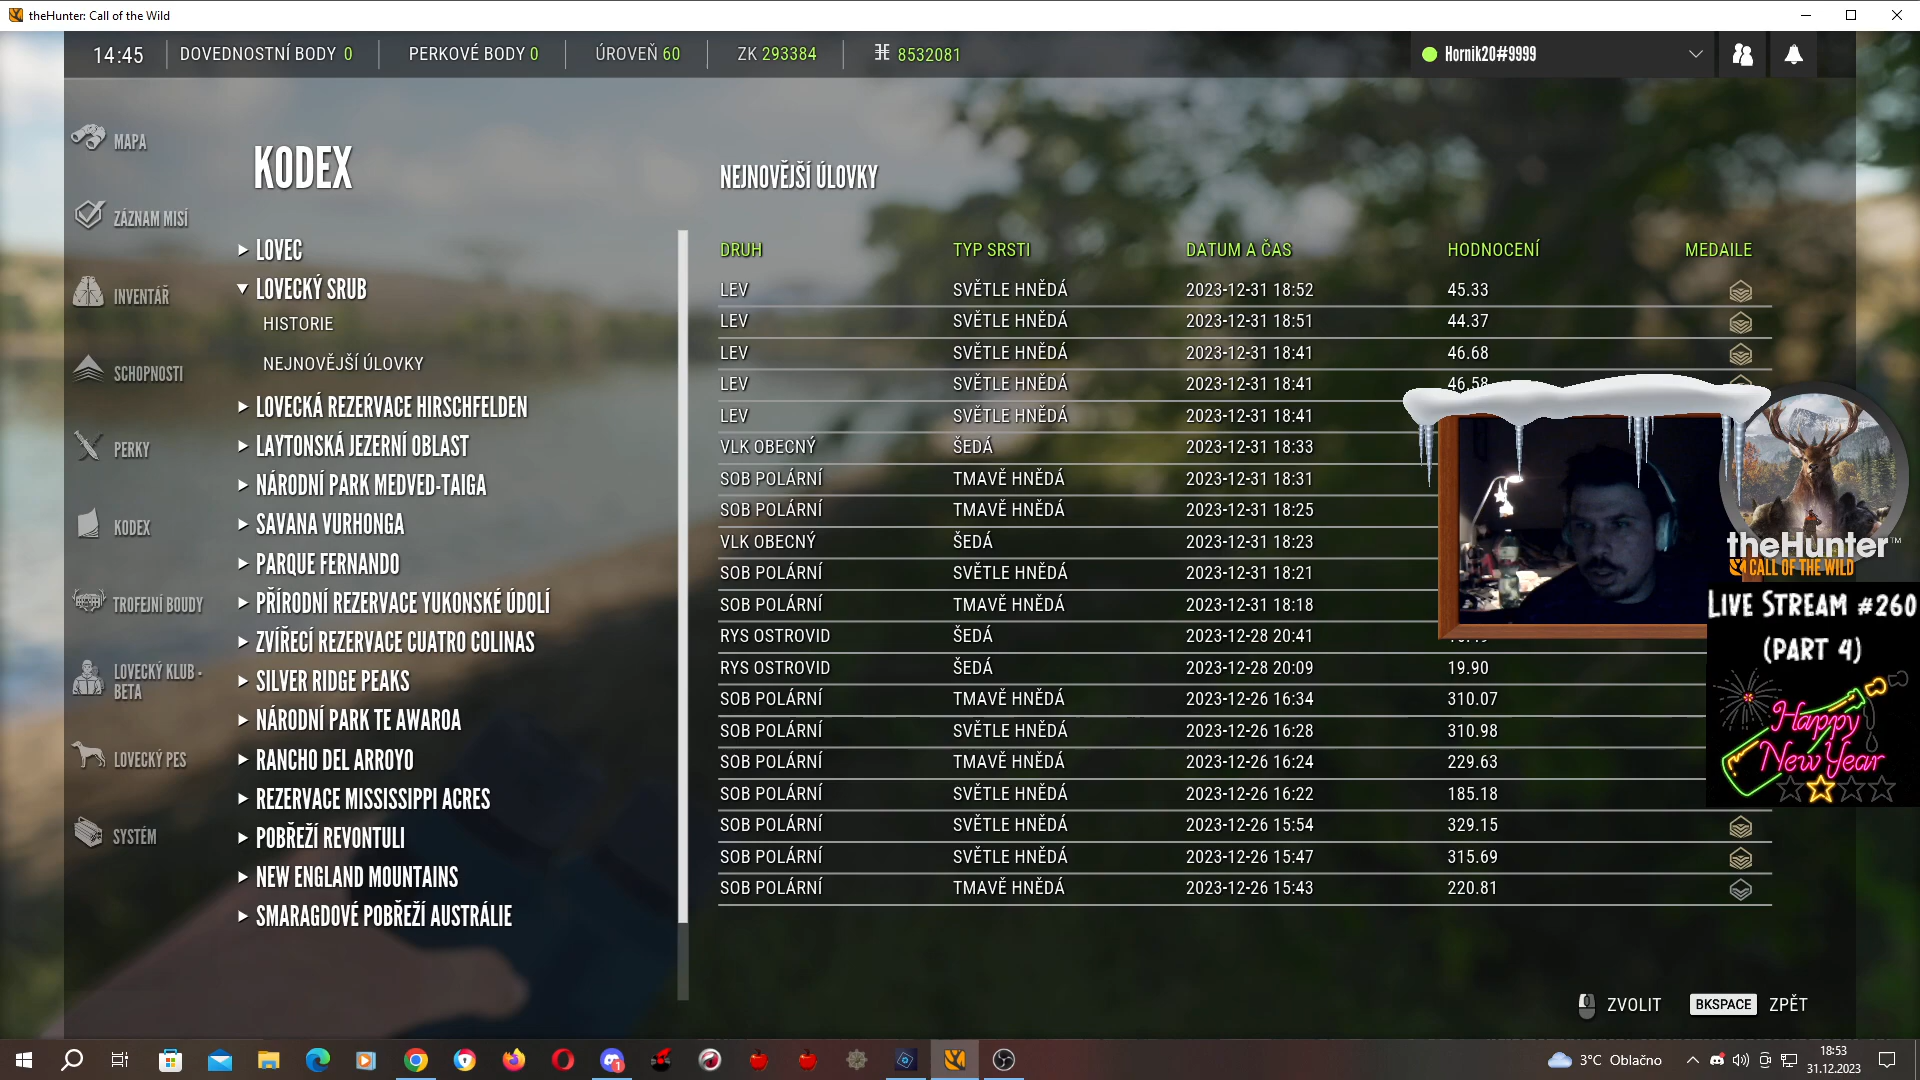 theHunter: Call of the Wild
14:45 DOVEDNOSTNÍ BODY 0 PERKOVÉ BODY 0 ÚROVEŇ 60 ZK 293384 8532081 Hornik20#9999
MAPA
ZÁZNAM MISÍ
INVENTÁŘ
SCHOPNOSTI
PERKY
KODEX
TROFEJNÍ BOUDY
LOVECKÝ KLUB -
BETA
LOVECKÝ PES
SYSTÉM
KODEX
LOVEC
LOVECKÝ SRUB
HISTORIE
NEJNOVĚJŠÍ ÚLOVKY
LOVECKÁ REZERVACE HIRSCHFELDEN
LAYTONSKÁ JEZERNÍ OBLAST
NÁRODNÍ PARK MEDVED-TAIGA
SAVANA VURHONGA
PARQUE FERNANDO
PŘÍRODNÍ REZERVACE YUKONSKÉ ÚDOLÍ
ZVÍŘECÍ REZERVACE CUATRO COLINAS
SILVER RIDGE PEAKS
NÁRODNÍ PARK TE AWAROA
RANCHO DEL ARROYO
REZERVACE MISSISSIPPI ACRES
POBŘEŽÍ REVONTULI
NEW ENGLAND MOUNTAINS
SMARAGDOVÉ POBŘEŽÍ AUSTRÁLIE
NEJNOVĚJŠÍ ÚLOVKY
DRUH TYP SRSTI DATUM A ČAS HODNOCENÍ MEDAILE
LEV SVĚTLE HNĚDÁ 2023-12-31 18:52 45.33
LEV SVĚTLE HNĚDÁ 2023-12-31 18:51 44.37
LEV SVĚTLE HNĚDÁ 2023-12-31 18:41 46.68
LEV SVĚTLE HNĚDÁ 2023-12-31 18:41 46.58
LEV SVĚTLE HNĚDÁ 2023-12-31 18:41
VLK OBECNÝ ŠEDÁ 2023-12-31 18:33
SOB POLÁRNÍ TMAVĚ HNĚDÁ 2023-12-31 18:31
SOB POLÁRNÍ TMAVĚ HNĚDÁ 2023-12-31 18:25
VLK OBECNÝ ŠEDÁ 2023-12-31 18:23
SOB POLÁRNÍ SVĚTLE HNĚDÁ 2023-12-31 18:21
SOB POLÁRNÍ TMAVĚ HNĚDÁ 2023-12-31 18:18
RYS OSTROVID ŠEDÁ 2023-12-28 20:41
RYS OSTROVID ŠEDÁ 2023-12-28 20:09 19.90
SOB POLÁRNÍ TMAVĚ HNĚDÁ 2023-12-26 16:34 310.07
SOB POLÁRNÍ SVĚTLE HNĚDÁ 2023-12-26 16:28 310.98
SOB POLÁRNÍ TMAVĚ HNĚDÁ 2023-12-26 16:24 229.63
SOB POLÁRNÍ SVĚTLE HNĚDÁ 2023-12-26 16:22 185.18
SOB POLÁRNÍ SVĚTLE HNĚDÁ 2023-12-26 15:54 329.15
SOB POLÁRNÍ SVĚTLE HNĚDÁ 2023-12-26 15:47 315.69
SOB POLÁRNÍ TMAVĚ HNĚDÁ 2023-12-26 15:43 220.81
theHunter™
CALL OF THE WILD
LIVE STREAM #260
(PART 4)
Happy
New Year
ZVOLIT BKSPACE ZPĚT
1
3°C Oblačno
18:53
31.12.2023